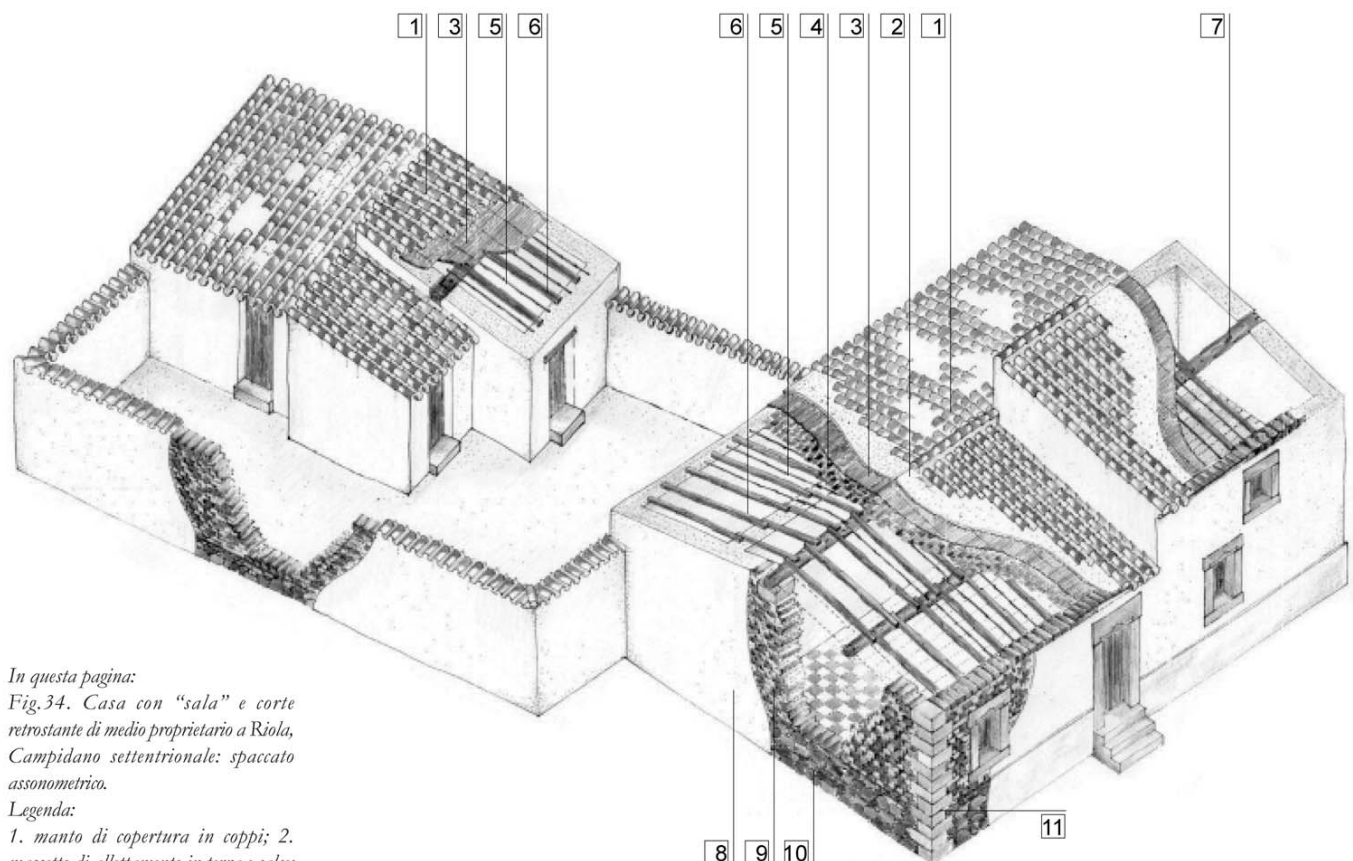 1 3 5 6 6 5 4 3 2 1 7
In questa pagina:
Fig.34. Casa con “sala” e corte
retrostante di medio proprietario a Riola,
Campidano settentrionale: spaccato
assonometrico.
Legenda:
1. manto di copertura in coppi; 2.
11
8 9 10